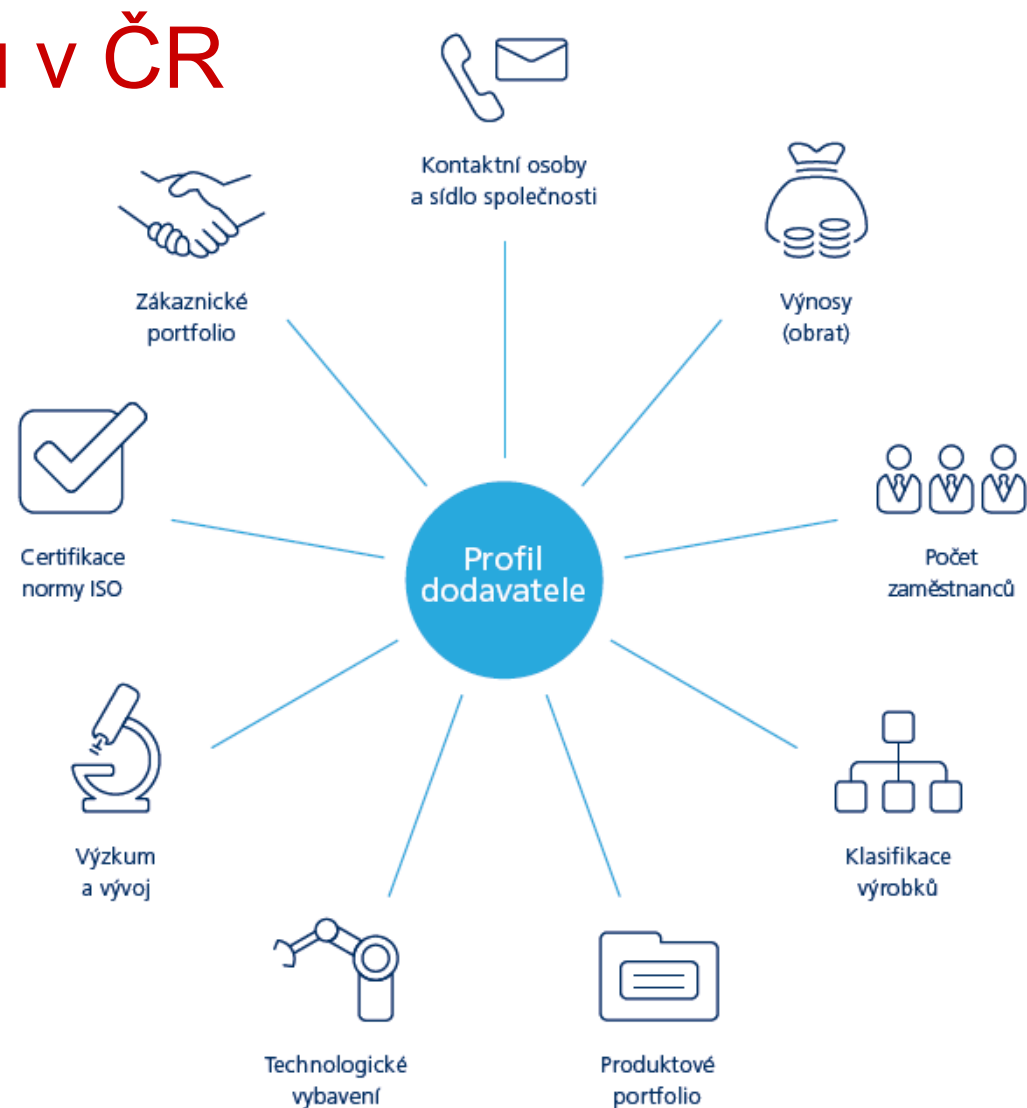 v ČR
Kontaktní osoby
a sídlo společnosti
Výnosy
(obrat)
Počet
zaměstnanců
Klasifikace
výrobků
Produktové
portfolio
Technologické
vybavení
Výzkum
a vývoj
Certifikace
normy ISO
Zákaznické
portfolio
Profil
dodavatele